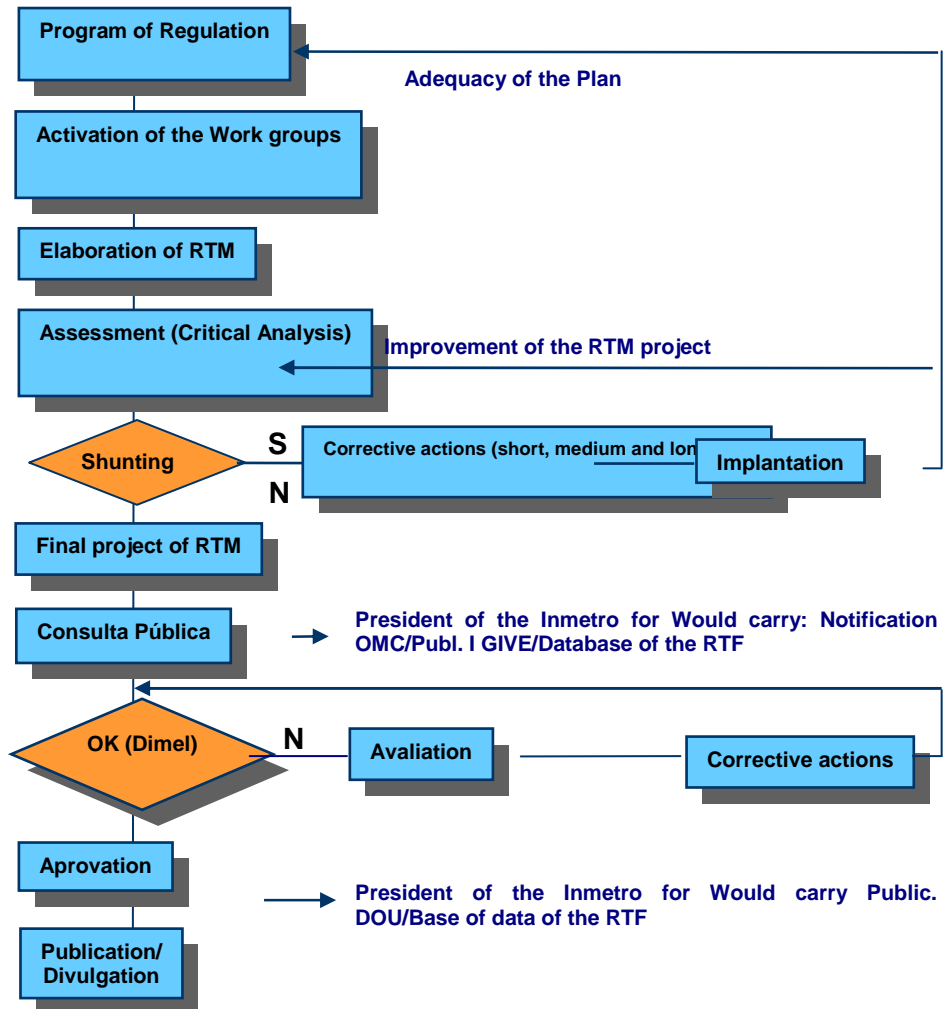 Program of Regulation
Adequacy of the Plan
Activation of the Work groups
Elaboration of RTM
Assessment (Critical Analysis)
Improvement of the RTM project
Shunting
S
N
Corrective actions (short, medium and
Implantation
Final project of RTM
Consulta Pública
President of the Inmetro for Would carry: Notification
OMC/Publ. I GIVE/Database of the RTF
OK (Dimel)
N
Avaliation
Corrective actions
Aprovation
President of the Inmetro for Would carry Public.
DOU/Base of data of the RTF
Publication/
Divulgation